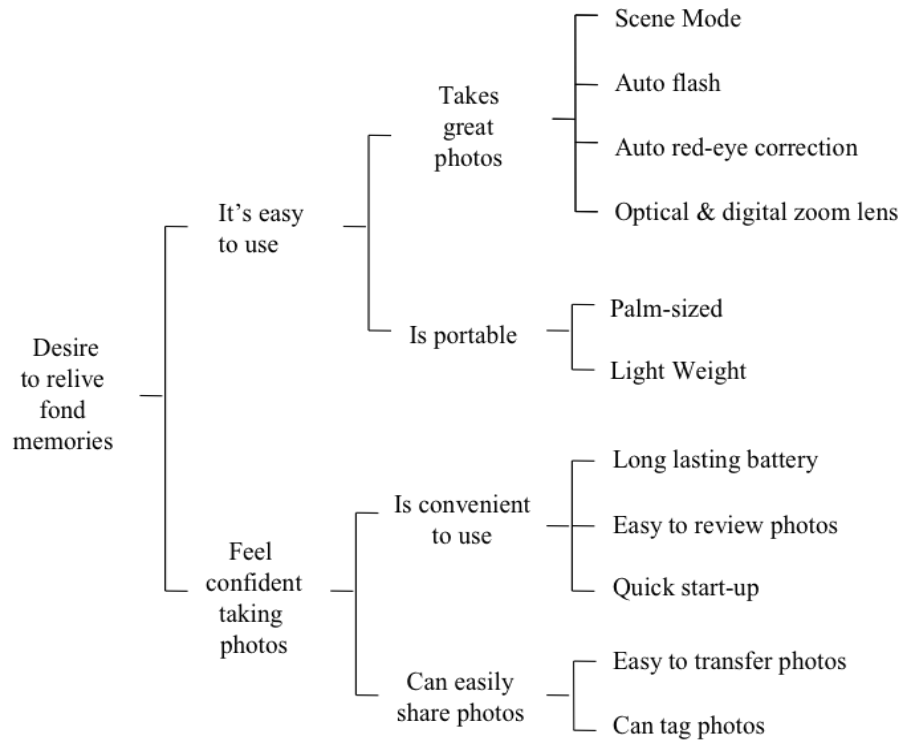 Desire
to relive
fond
memories
It’s easy
to use
Takes
great
photos
Scene Mode
Auto flash
Auto red-eye correction
Optical & digital zoom lens
Is portable
Palm-sized
Light Weight
Feel
confident
taking
photos
Is convenient
to use
Long lasting battery
Easy to review photos
Quick start-up
Can easily
share photos
Easy to transfer photos
Can tag photos